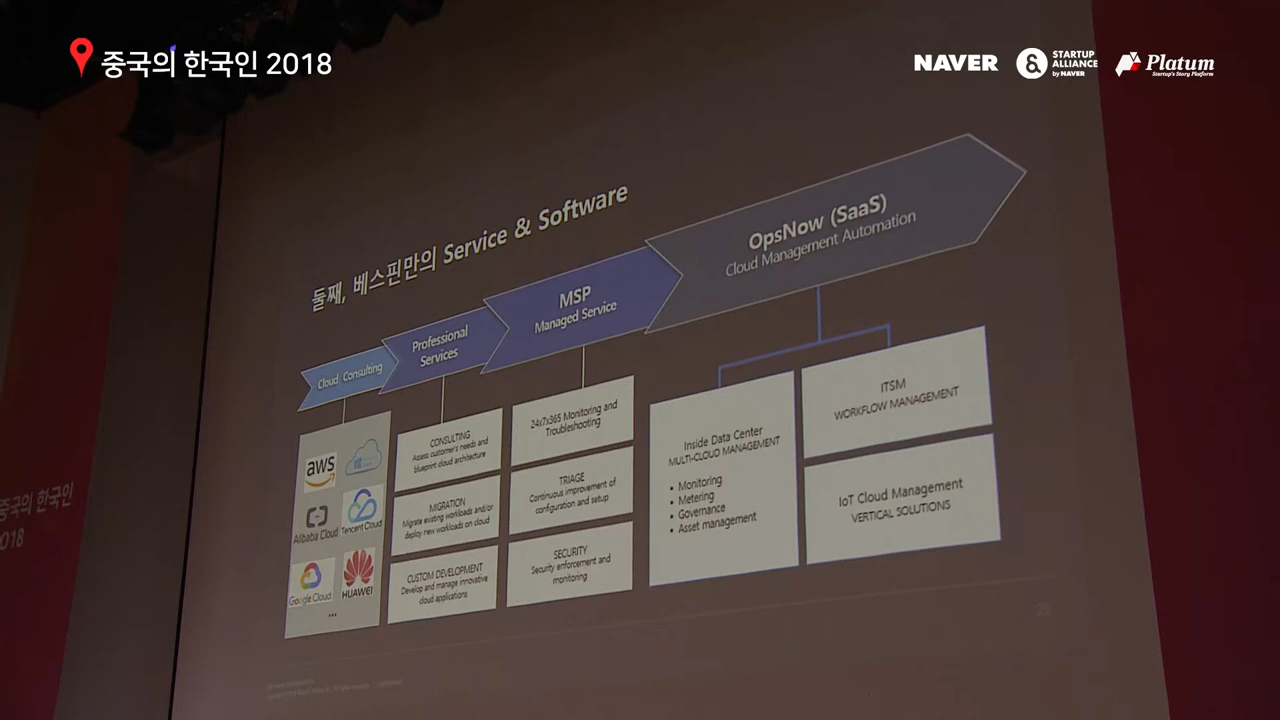 중국의 한국인 2018
NAVER
&
STARTUP
ALLIANCE
by NAVER
Platum
Startup's Story Platform
둘째, 베스핀만의 Service & Software
Cloud Consulting
Professional
Services
MSP
Managed Service
OpsNow (SaaS)
Cloud Management Automation
aws
Alibaba Cloud
Tencent Cloud
Google Cloud
HUAWEI
...
CONSULTING
Assess customer's needs and
blueprint cloud architecture
MIGRATION
Migrate existing workloads and/or
deploy new workloads on cloud
CUSTOM DEVELOPMENT
Develop and manage innovative
cloud applications
24x7x365 Monitoring and
Troubleshooting
TRIAGE
Continuous improvement of
configuration and setup
SECURITY
Security enforcement and
monitoring
Inside Data Center
MULTI-CLOUD MANAGEMENT
• Monitoring
• Metering
• Governance
• Asset management
ITSM
WORKFLOW MANAGEMENT
IoT Cloud Management
VERTICAL SOLUTIONS
중국의 한국인
2018